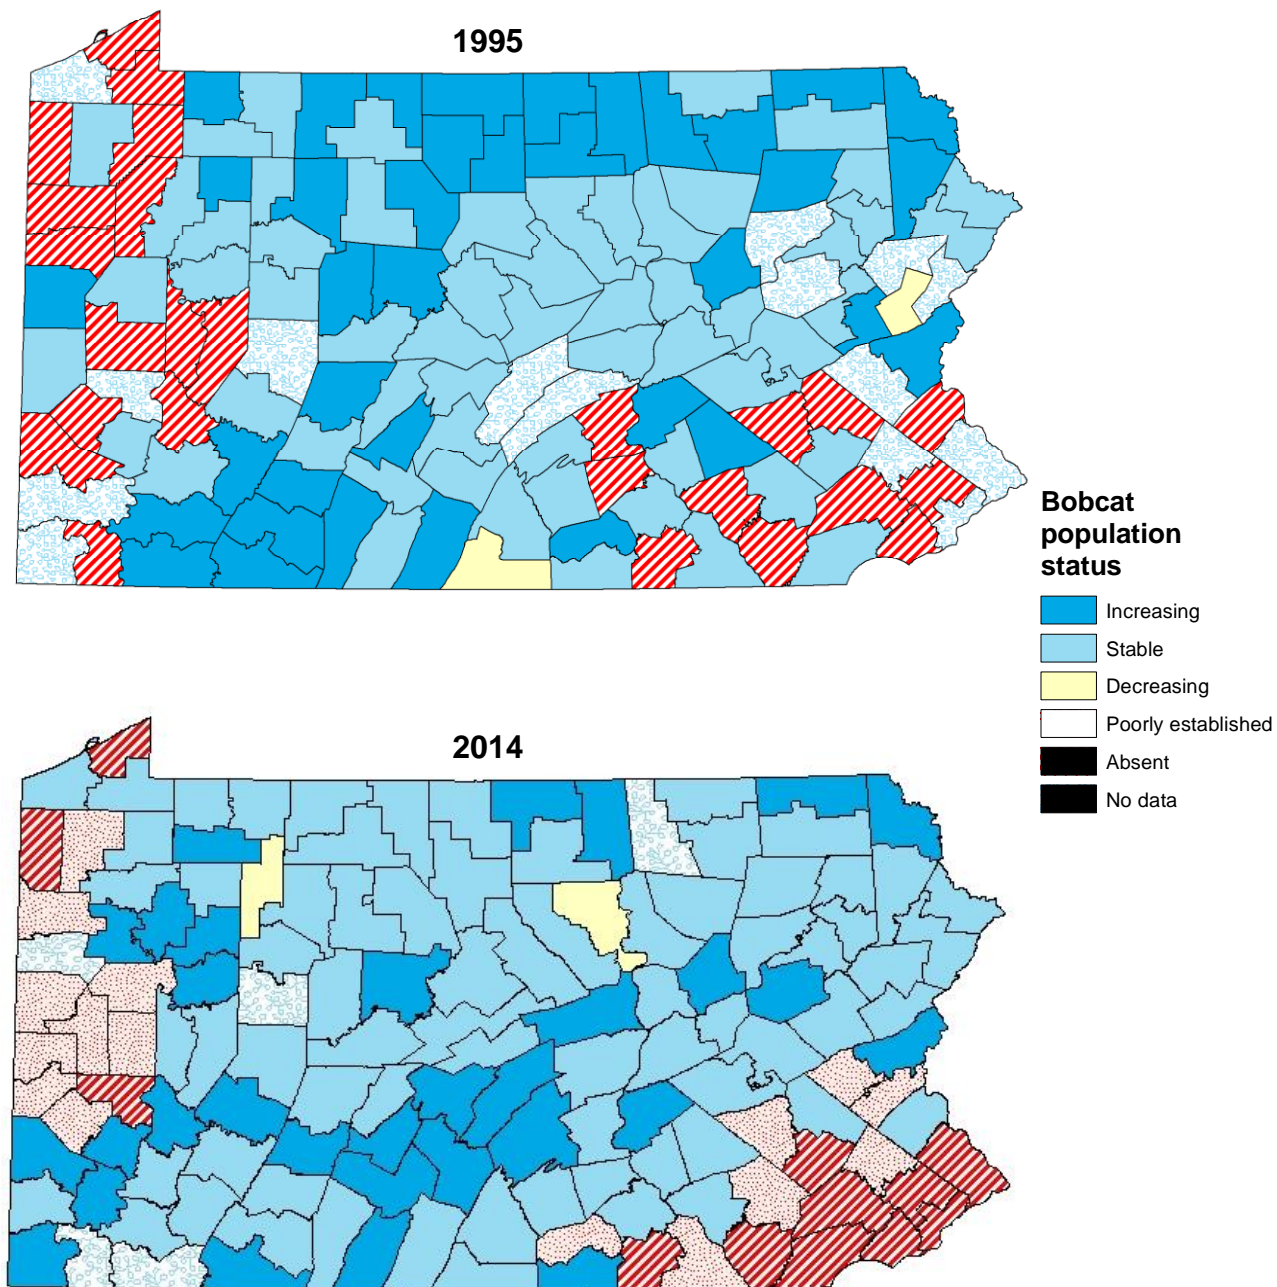 1995
Bobcat
population
status
Increasing
Stable
Decreasing
Poorly established
Absent
No data
2014